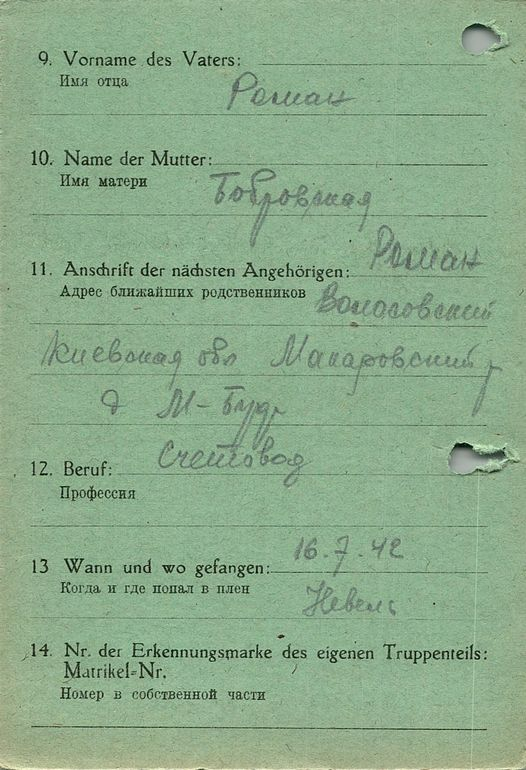 9. Vorname des Vaters:
Имя отца
Роман
10. Name der Mutter:
Имя матери
Бобровская
Роман
11. Anschrift der nächsten Angehörigen:
Адрес ближайших родственников Волосовский
Киевская обл Макаровский р
д М-Буд
Счетовод
12. Beruf:
Профессия
16.7.42
13 Wann und wo gefangen:
Когда и где попал в плен
Невель
14. Nr. der Erkennungsmarke des eigenen Truppenteils:
Matrikel-Nr.
Номер в собственной части